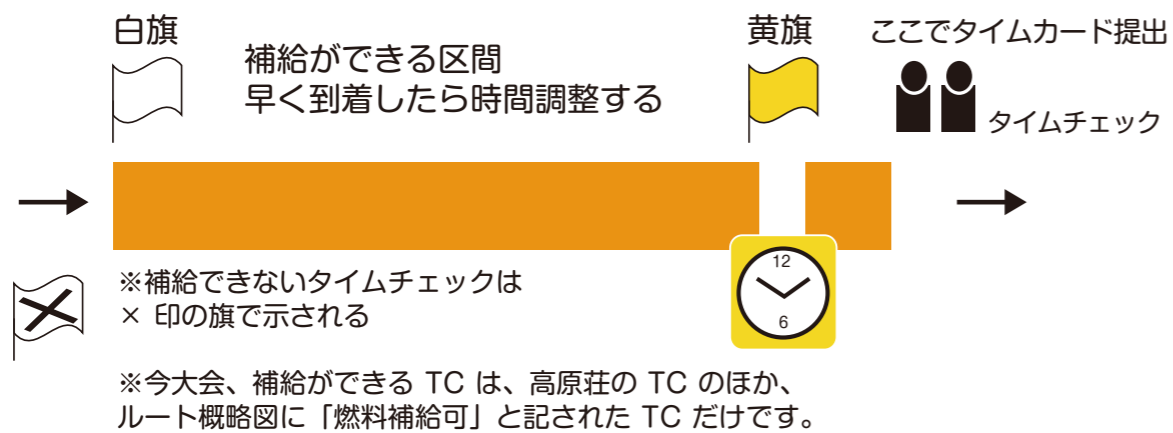 白旗
補給ができる区間
早く到着したら時間調整する
黄旗
ここでタイムカード提出
タイムチェック
12
6
※補給できないタイムチェックは
× 印の旗で示される
※今大会、補給ができる TC は、高原荘の TC のほか、
ルート概略図に「燃料補給可」と記された TC だけです。